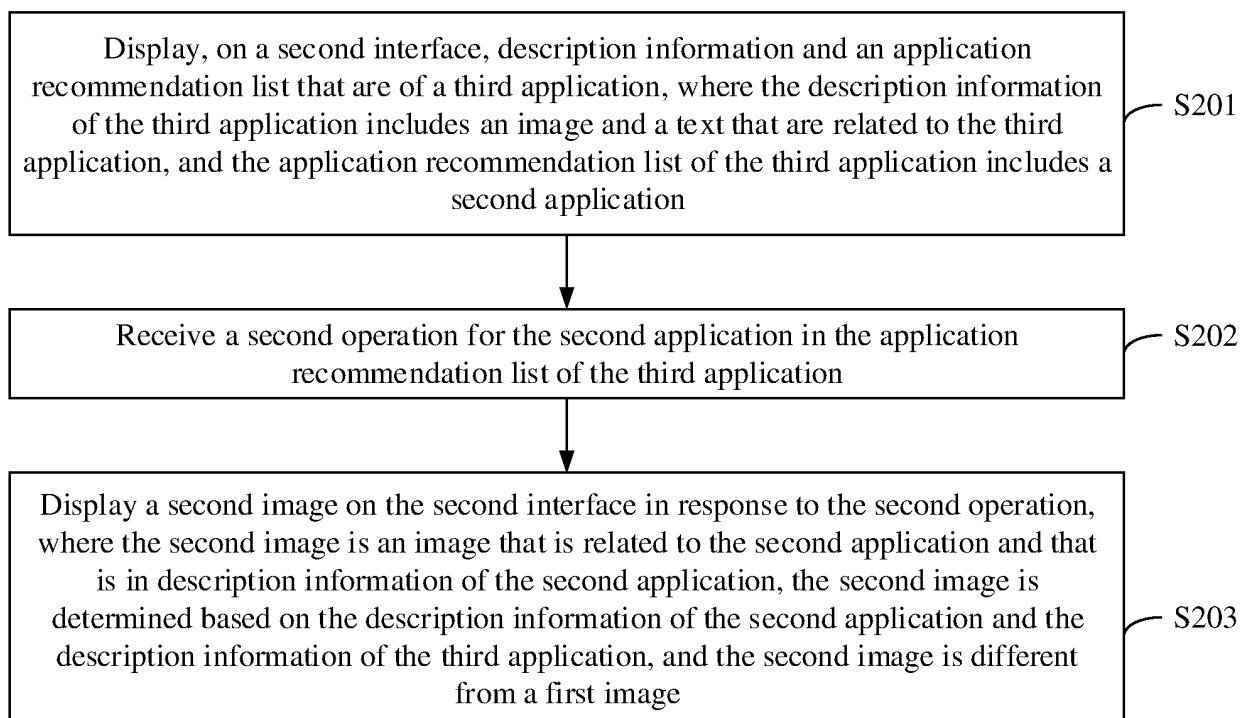 Display, on a second interface, description information and an application
recommendation list that are of a third application, where the description information
of the third application includes an image and a text that are related to the third
application, and the application recommendation list of the third application includes a
second application
S201
Receive a second operation for the second application in the application
recommendation list of the third application
S202
Display a second image on the second interface in response to the second operation,
where the second image is an image that is related to the second application and that
is in description information of the second application, the second image is
determined based on the description information of the second application and the
description information of the third application, and the second image is different
from a first image
S203